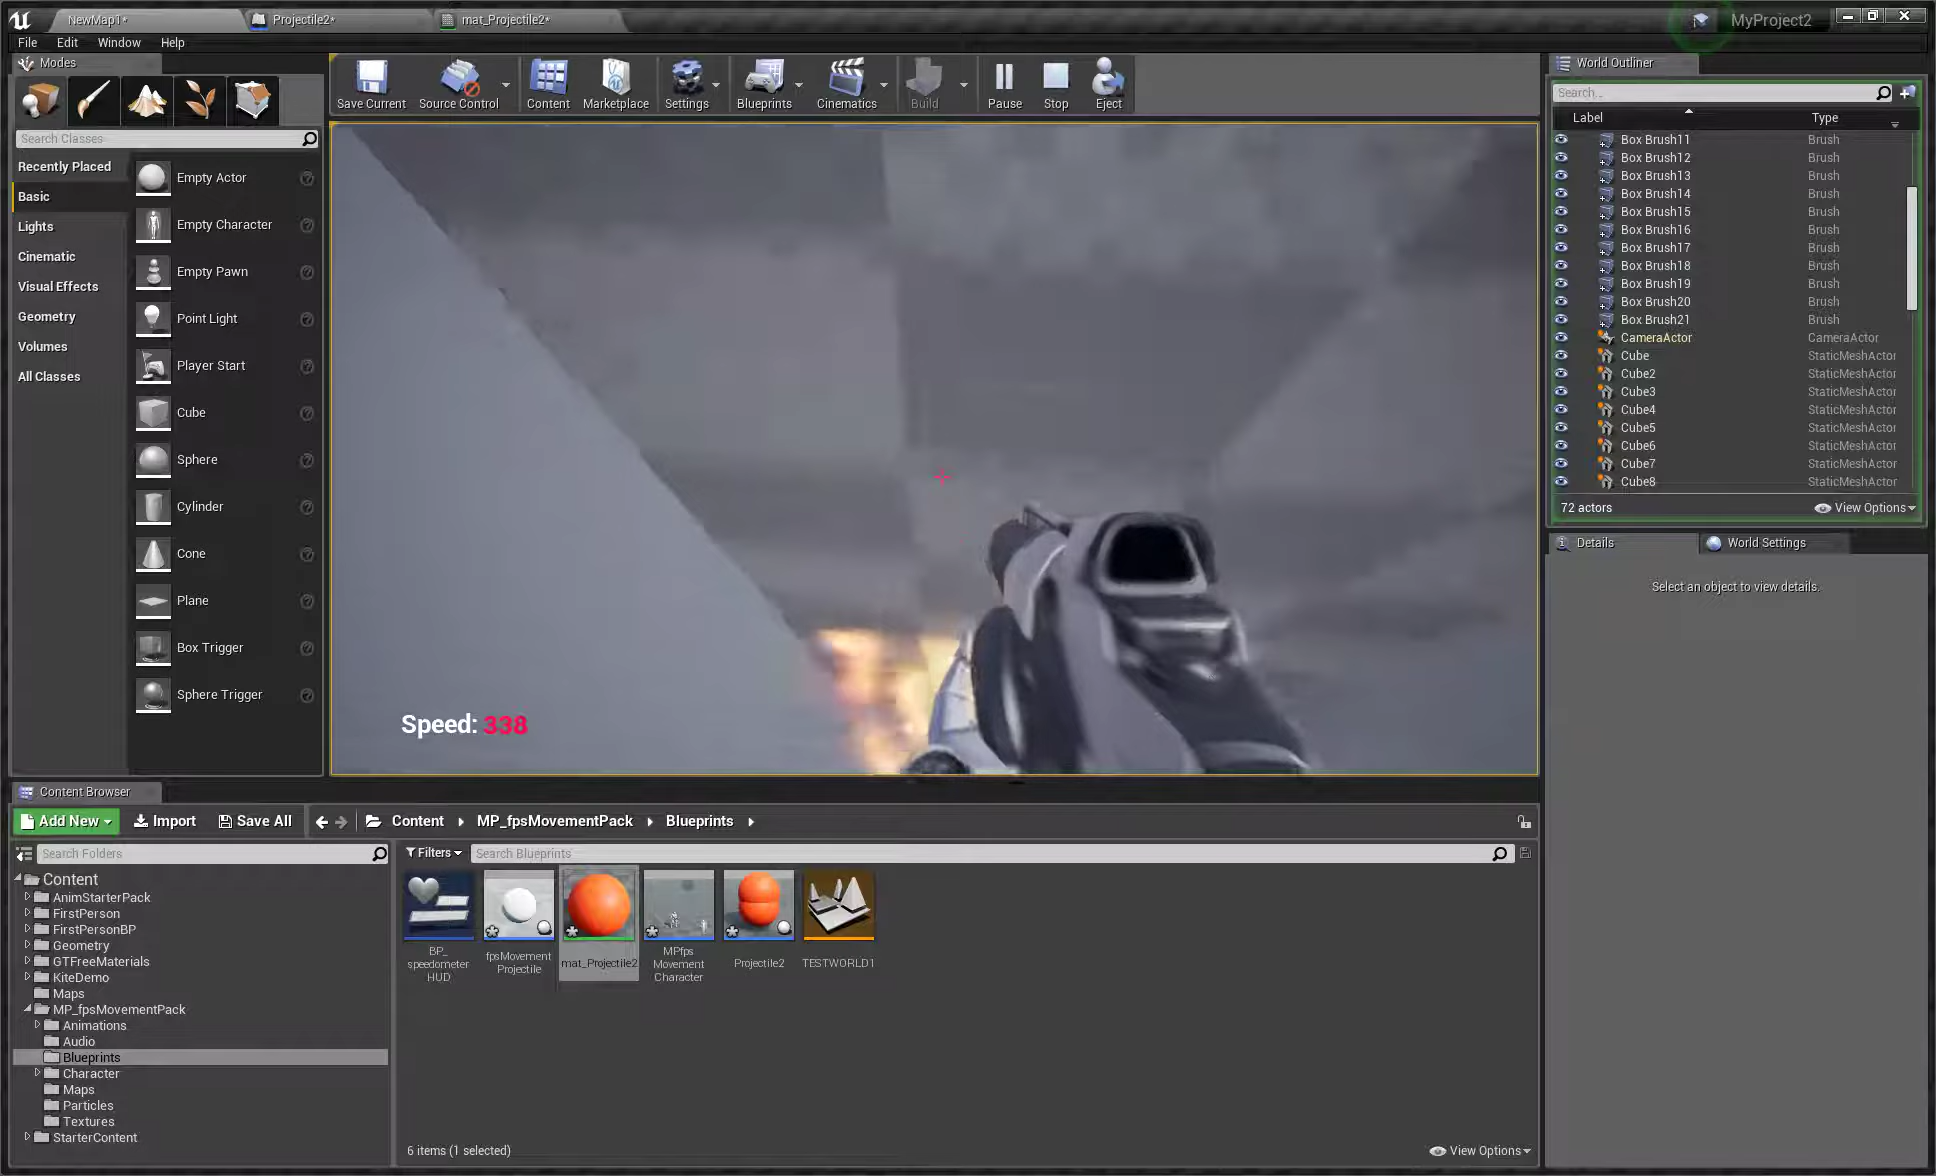 NewMap1*
Projectile2*
mat_Projectile2*
MyProject2
File
Edit
Window
Help
Modes
Search Classes
Recently Placed
Basic
Lights
Cinematic
Visual Effects
Geometry
Volumes
All Classes
Empty Actor
Empty Character
Empty Pawn
Point Light
Player Start
Cube
Sphere
Cylinder
Cone
Plane
Box Trigger
Sphere Trigger
Save Current
Source Control
Content
Marketplace
Settings
Blueprints
Cinematics
Build
Pause
Stop
Eject
Speed: 338
World Outliner
Search...
Label Type
Box Brush11 Brush
Box Brush12 Brush
Box Brush13 Brush
Box Brush14 Brush
Box Brush15 Brush
Box Brush16 Brush
Box Brush17 Brush
Box Brush18 Brush
Box Brush19 Brush
Box Brush20 Brush
Box Brush21 Brush
CameraActor CameraActor
Cube StaticMeshActor
Cube2 StaticMeshActor
Cube3 StaticMeshActor
Cube4 StaticMeshActor
Cube5 StaticMeshActor
Cube6 StaticMeshActor
Cube7 StaticMeshActor
Cube8 StaticMeshActor
72 actors
View Options
Details
World Settings
Select an object to view details.
Content Browser
Add New
Import
Save All
Content
MP_fpsMovementPack
Blueprints
Search Folders
Content
AnimStarterPack
FirstPerson
FirstPersonBP
Geometry
GTFreeMaterials
KiteDemo
Maps
MP_fpsMovementPack
Animations
Audio
Blueprints
Character
Maps
Particles
Textures
StarterContent
Filters
Search Blueprints
BP_
speedometer
HUD
fpsMovement
Projectile
mat_Projectile2
MPfps
Movement
Character
Projectile2
TESTWORLD1
6 items (1 selected)
View Options